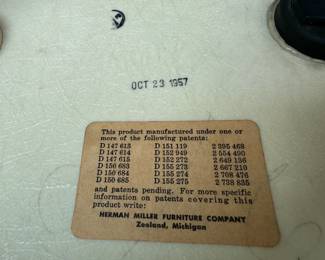 OCT 23 1957
This product manufactured under one or
more of the following patents:
D 147 613 D 151 119 2 395 468
D 147 614 D 152 949 2 554 490
D 147 615 D 152 272 2 649 136
D 150 683 D 155 273 2 667 210
D 150 684 D 155 274 2 708 476
D 150 685 D 155 275 2 738 835
and patents pending. For more specific
information on patents covering this
product write:
HERMAN MILLER FURNITURE COMPANY
Zeeland, Michigan